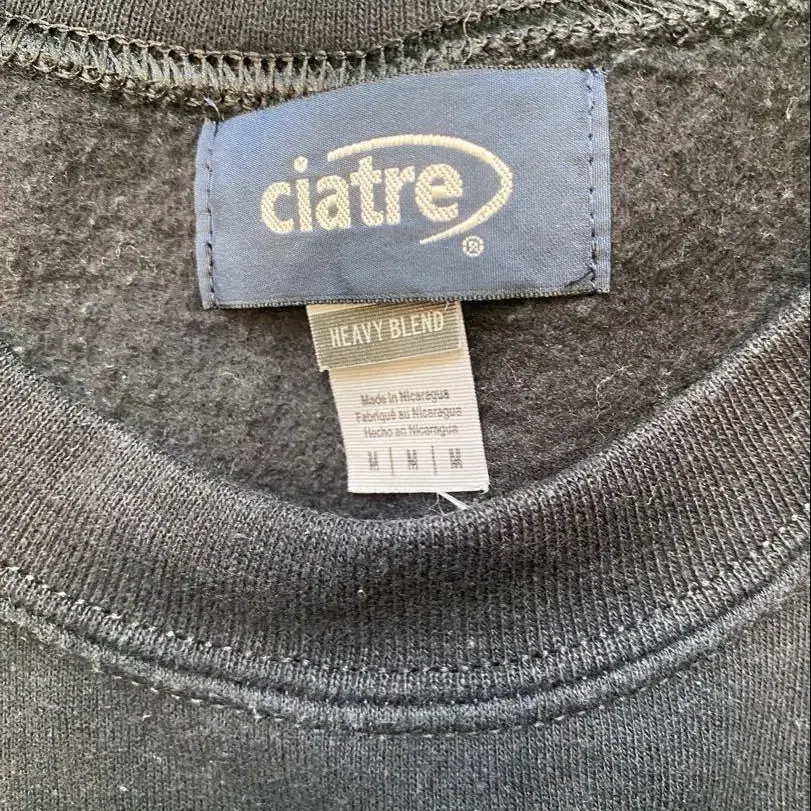 ciatre
®
HEAVY BLEND
Made in Nicaragua
Fabriqué au Nicaragua
Hecho en Nicaragua
M | M | M